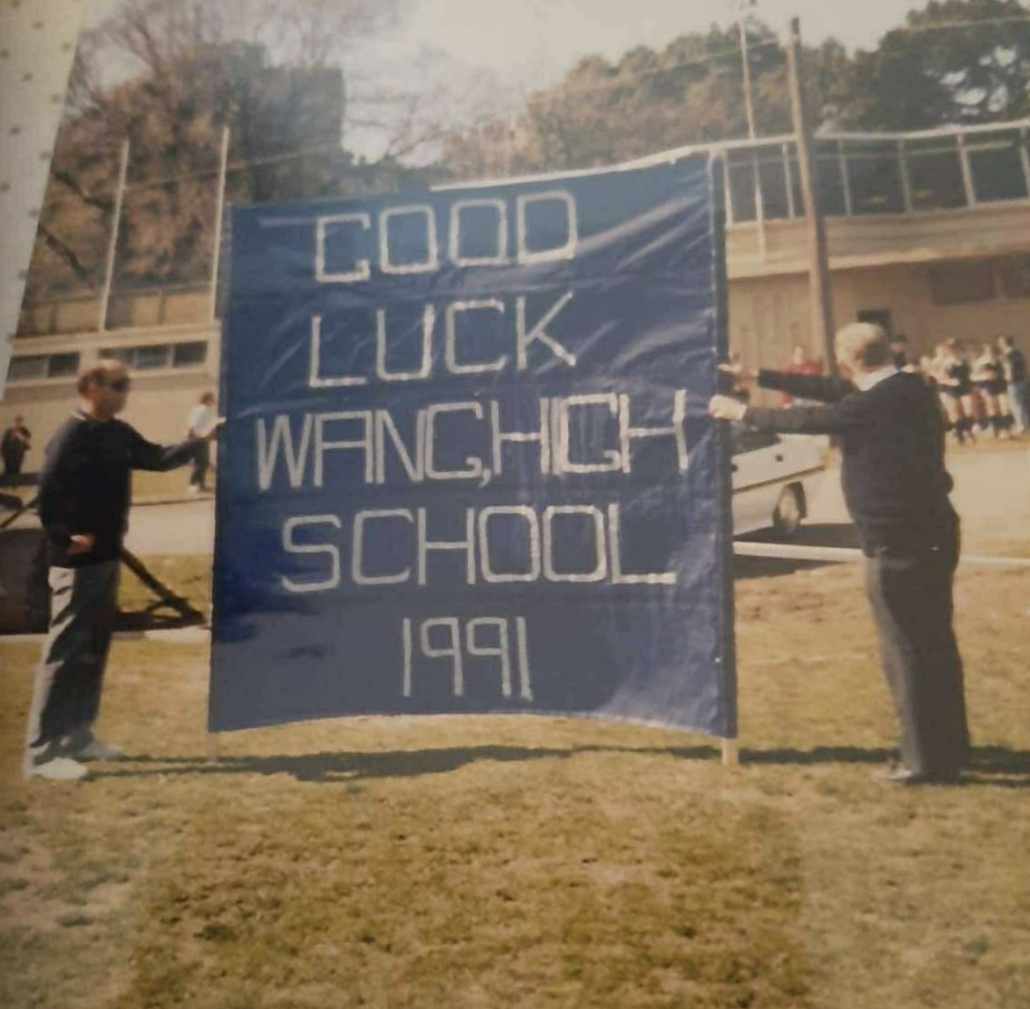 GOOD
LUCK
WANG, HIGH
SCHOOL
1991